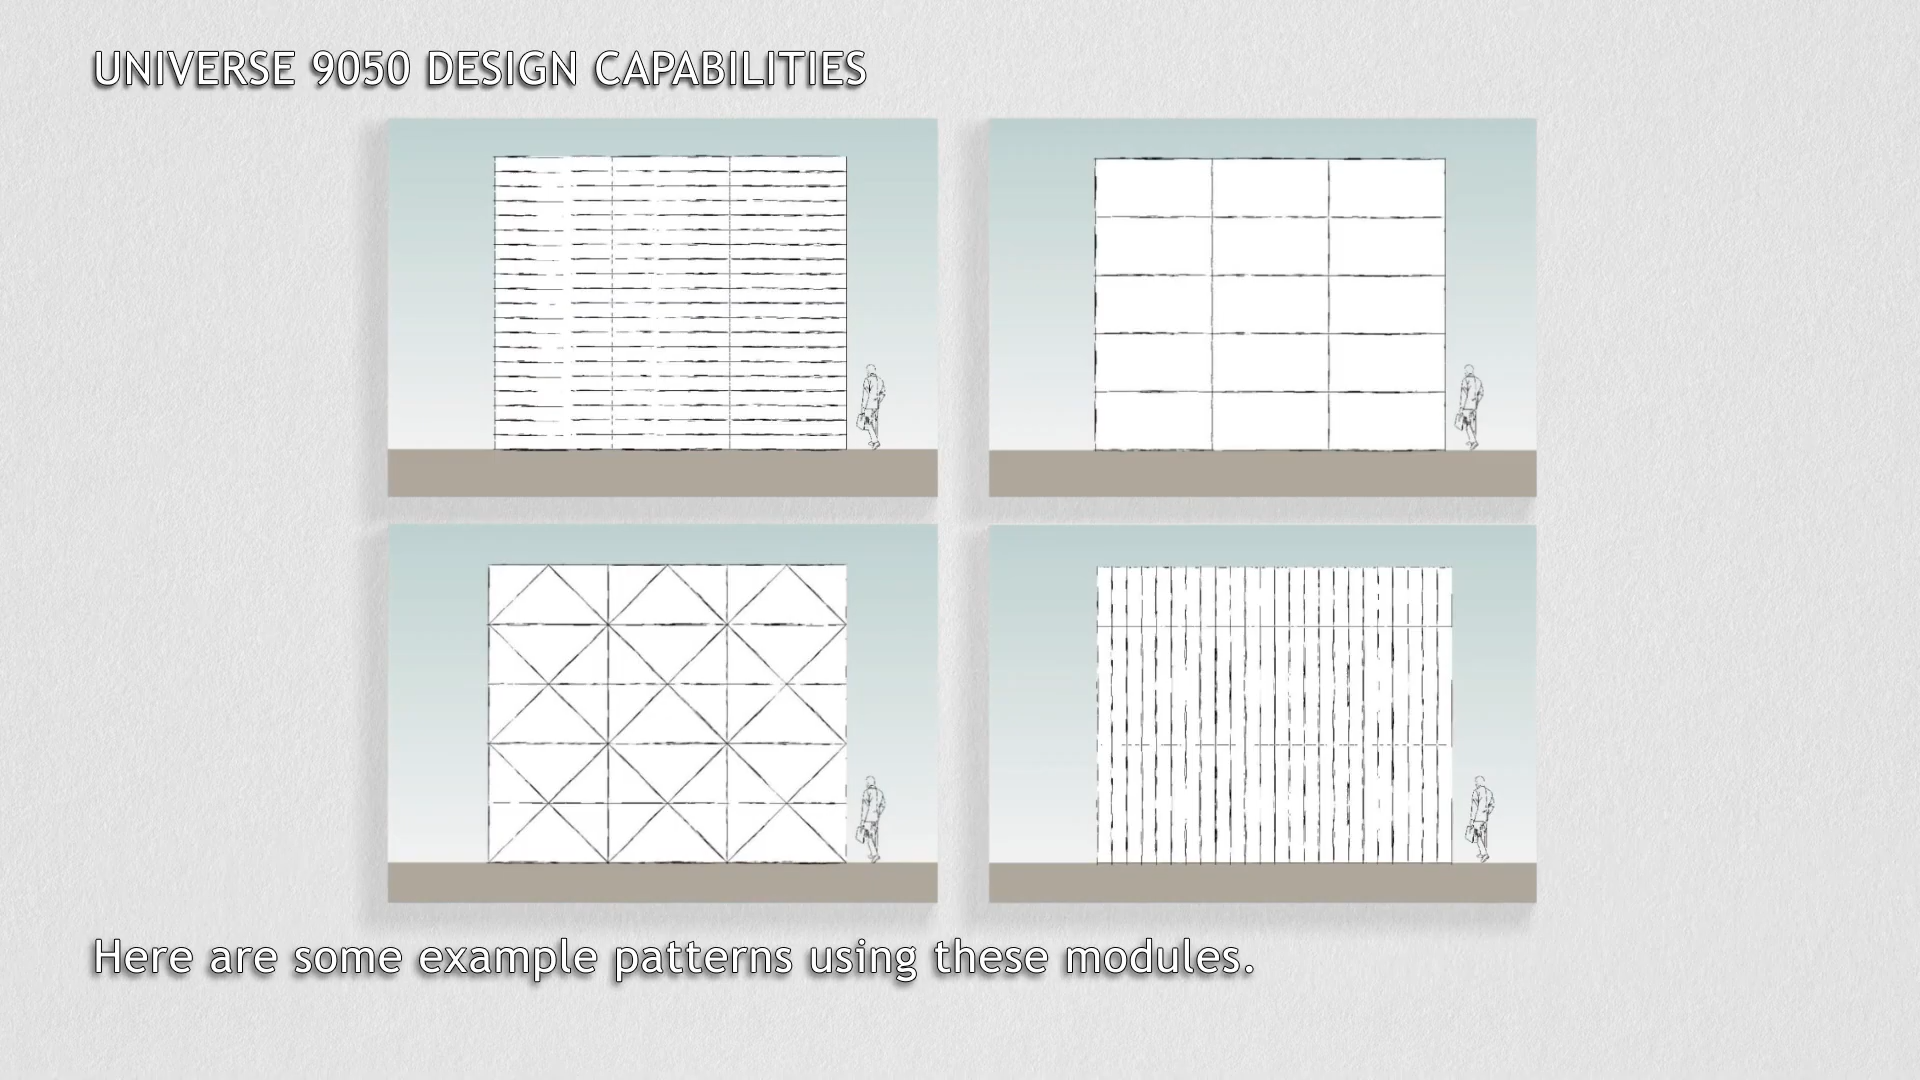 UNIVERSE 9050 DESIGN CAPABILITIES
Here are some example patterns using these modules.